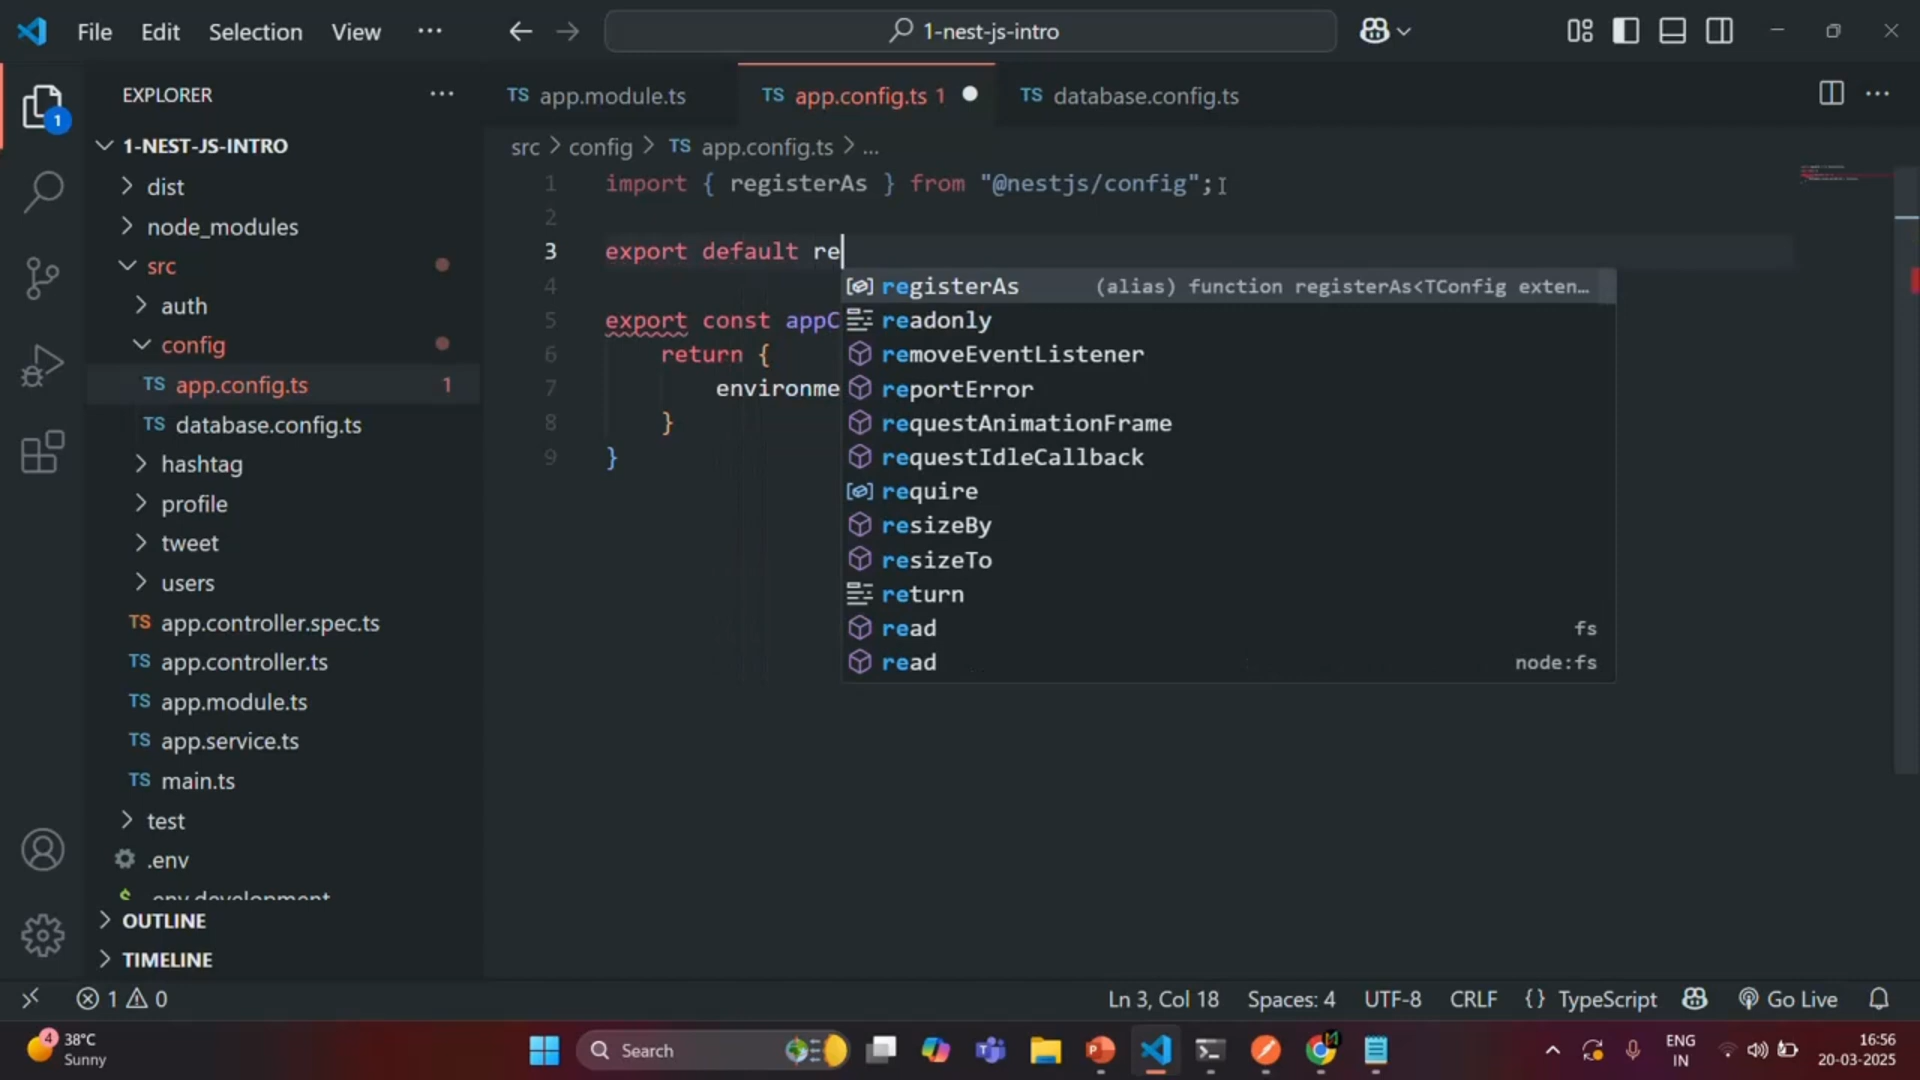 File Edit Selection View ... 1-nest-js-intro
EXPLORER ...
TS app.module.ts TS app.config.ts 1 TS database.config.ts ...
src > config > TS app.config.ts > ...
1-NEST-JS-INTRO
dist
node_modules
src
auth
config
TS app.config.ts 1
TS database.config.ts
hashtag
profile
tweet
users
TS app.controller.spec.ts
TS app.controller.ts
TS app.module.ts
TS app.service.ts
TS main.ts
test
.env
.env.development
OUTLINE
TIMELINE
1 import { registerAs } from "@nestjs/config";
2
3 export default re
4
5 export const appC
6 return {
7 environme
8 }
9 }
registerAs (alias) function registerAs<TConfig exten…
readonly
removeEventListener
reportError
requestAnimationFrame
requestIdleCallback
require
resizeBy
resizeTo
return
read fs
read node:fs
1 0 Ln 3, Col 18 Spaces: 4 UTF-8 CRLF {} TypeScript Go Live
4 38°C
Sunny
Search
ENG
IN
16:56
20-03-2025